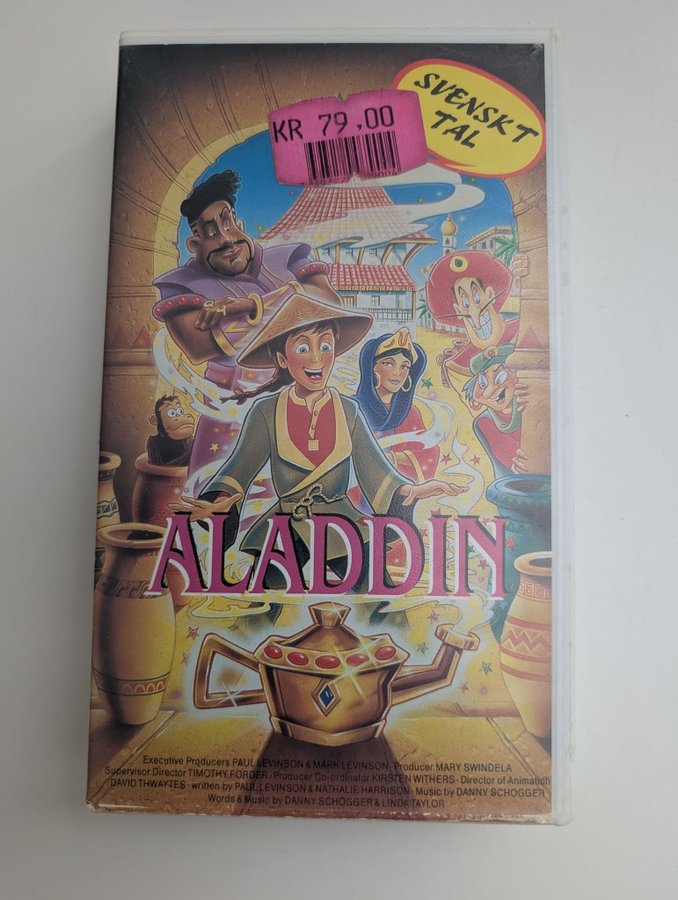 SVENSKT
TAL
KR 79,00
ALADDIN
Executive Producers PAUL LEVINSON & MARK LEVINSON · Producer MARY SWINDELA
Supervisor Director TIMOTHY FORDER · Producer Co-ordinator KIRSTEN WITHERS · Director of Animation
DAVID THWAYTES · written by PAUL LEVINSON & NATHALIE HARRISON · Music by DANNY SCHOGGER
Words & Music by DANNY SCHOGGER & LINDA TAYLOR